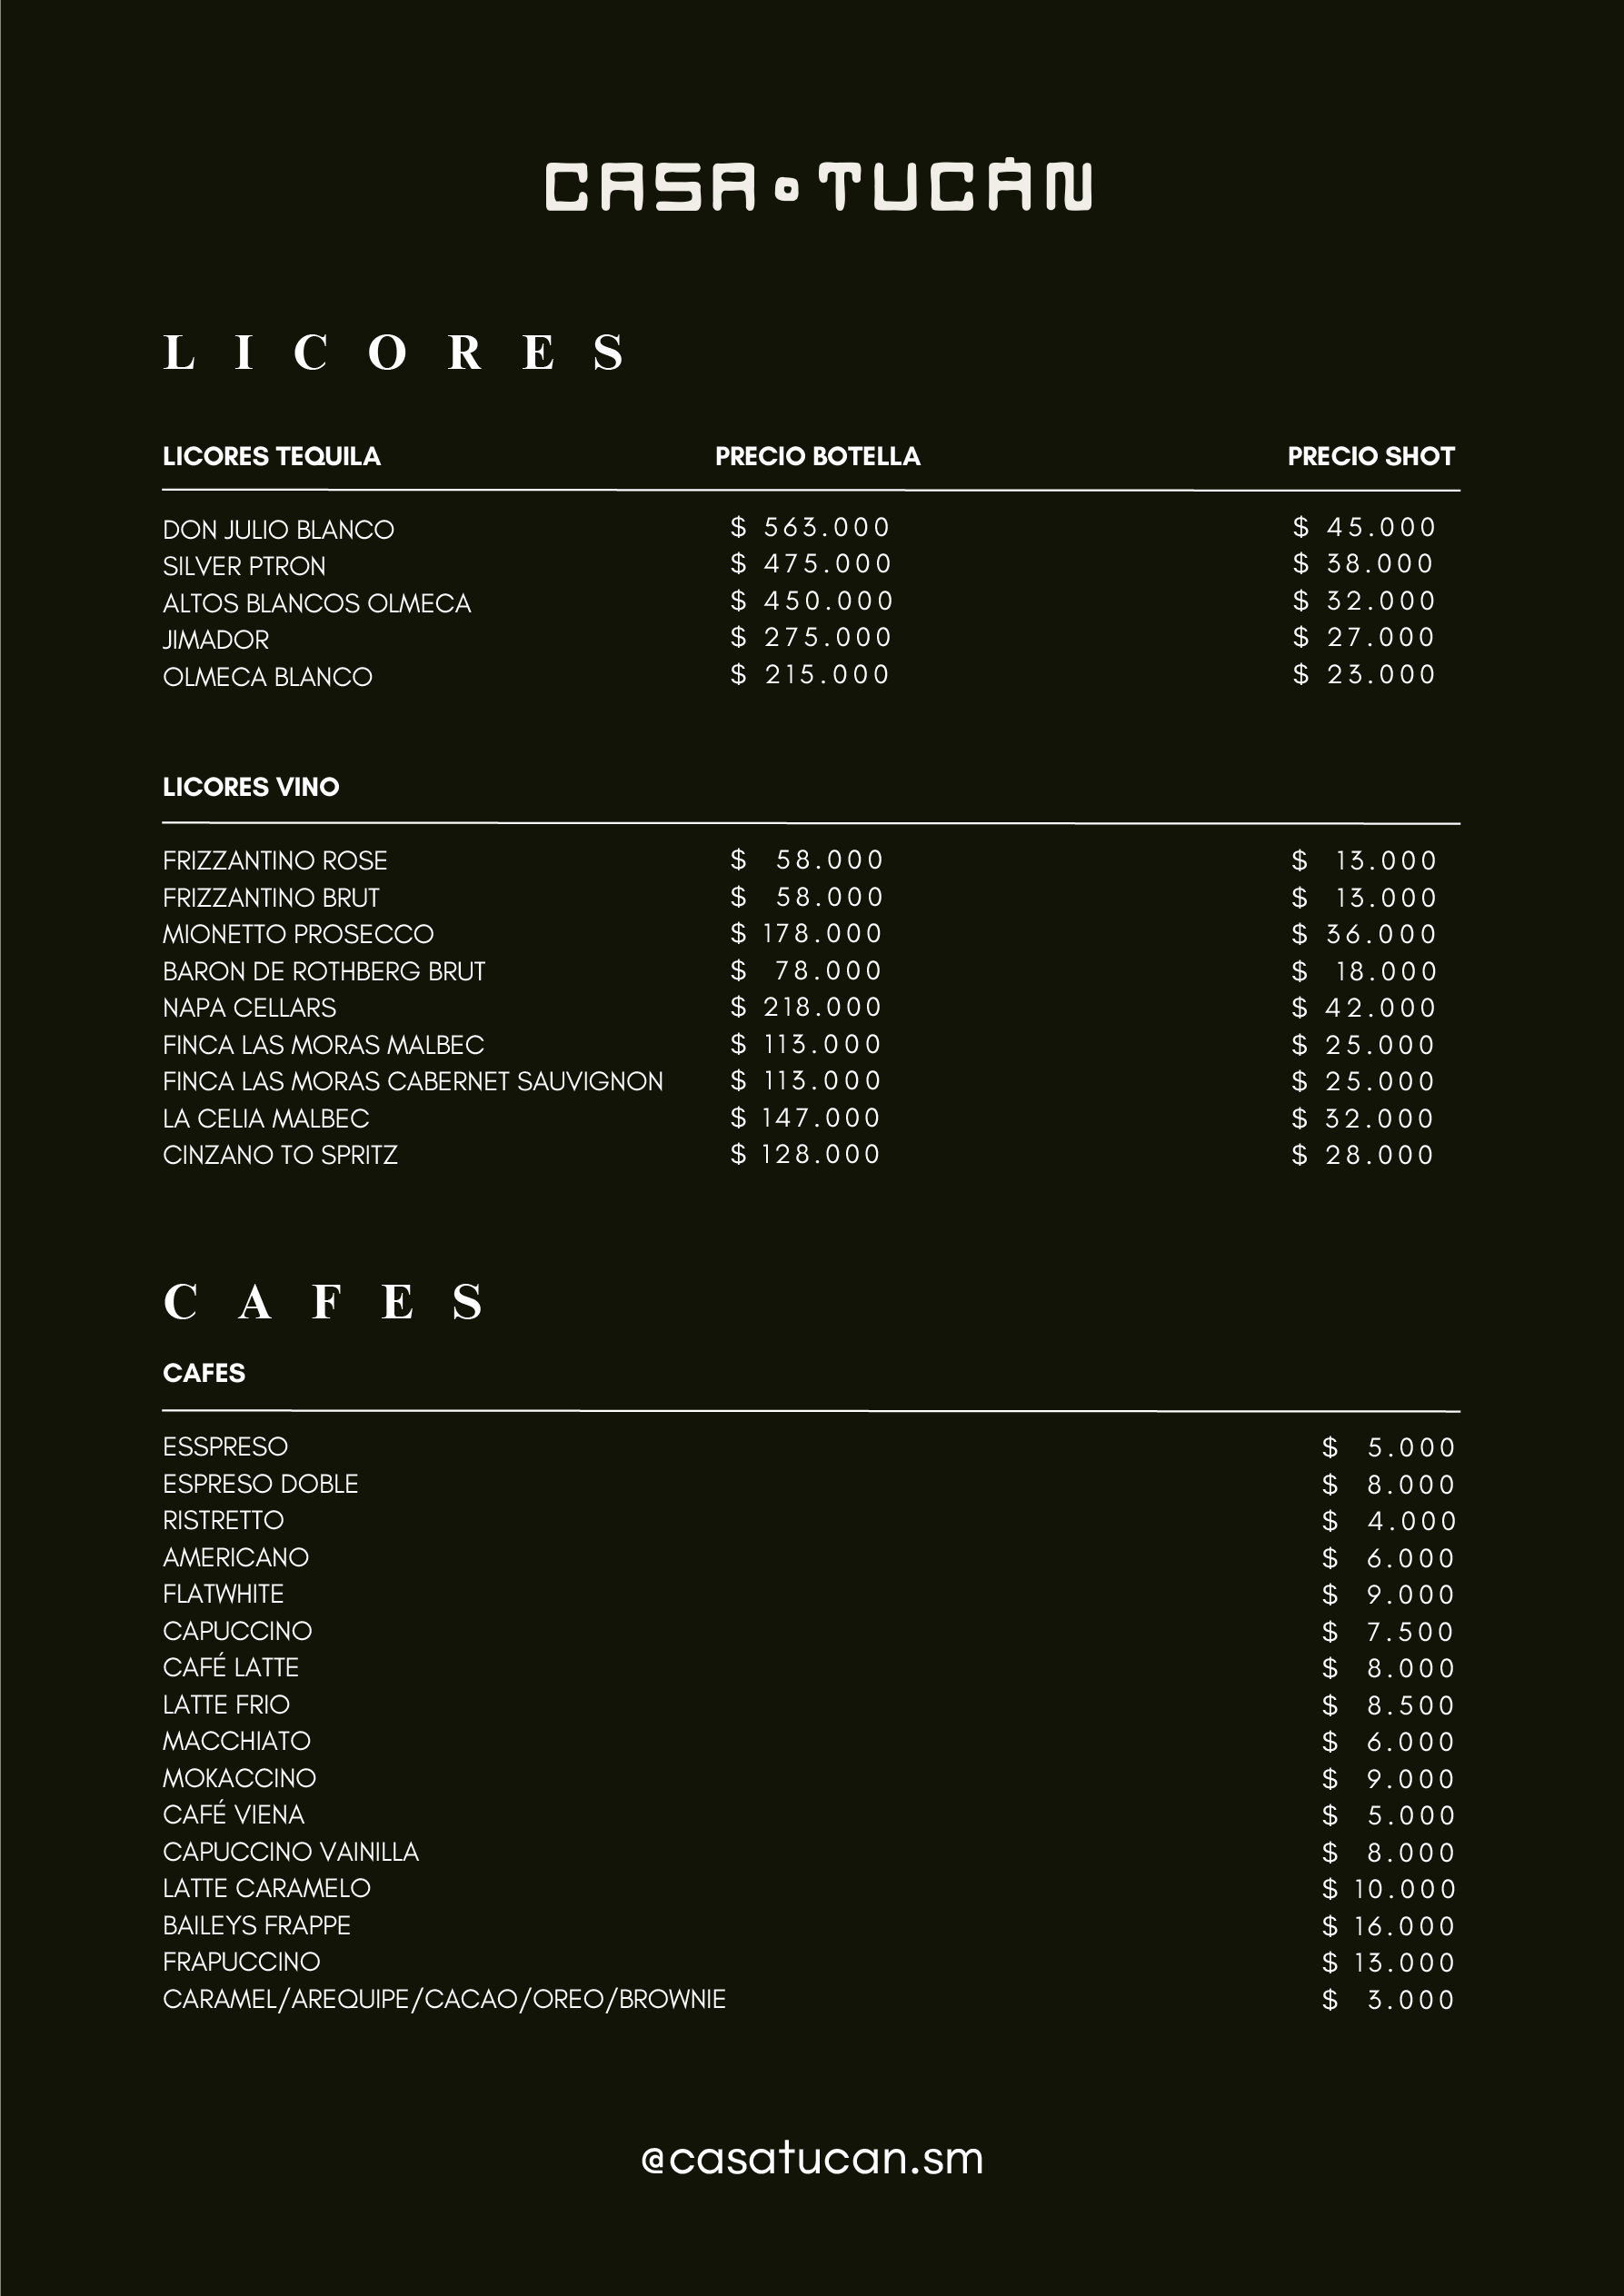 CASA TUCÁN
LICORES
LICORES TEQUILA PRECIO BOTELLA PRECIO SHOT
DON JULIO BLANCO $ 563.000 $ 45.000
SILVER PTRON $ 475.000 $ 38.000
ALTOS BLANCOS OLMECA $ 450.000 $ 32.000
JIMADOR $ 275.000 $ 27.000
OLMECA BLANCO $ 215.000 $ 23.000
LICORES VINO
FRIZZANTINO ROSE $ 58.000 $ 13.000
FRIZZANTINO BRUT $ 58.000 $ 13.000
MIONETTO PROSECCO $ 178.000 $ 36.000
BARON DE ROTHBERG BRUT $ 78.000 $ 18.000
NAPA CELLARS $ 218.000 $ 42.000
FINCA LAS MORAS MALBEC $ 113.000 $ 25.000
FINCA LAS MORAS CABERNET SAUVIGNON $ 113.000 $ 25.000
LA CELIA MALBEC $ 147.000 $ 32.000
CINZANO TO SPRITZ $ 128.000 $ 28.000
CAFES
CAFES
ESSPRESO $ 5.000
ESPRESO DOBLE $ 8.000
RISTRETTO $ 4.000
AMERICANO $ 6.000
FLATWHITE $ 9.000
CAPUCCINO $ 7.500
CAFÉ LATTE $ 8.000
LATTE FRIO $ 8.500
MACCHIATO $ 6.000
MOKACCINO $ 9.000
CAFÉ VIENA $ 5.000
CAPUCCINO VAINILLA $ 8.000
LATTE CARAMELO $ 10.000
BAILEYS FRAPPE $ 16.000
FRAPUCCINO $ 13.000
CARAMEL/AREQUIPE/CACAO/OREO/BROWNIE $ 3.000
@casatucan.sm